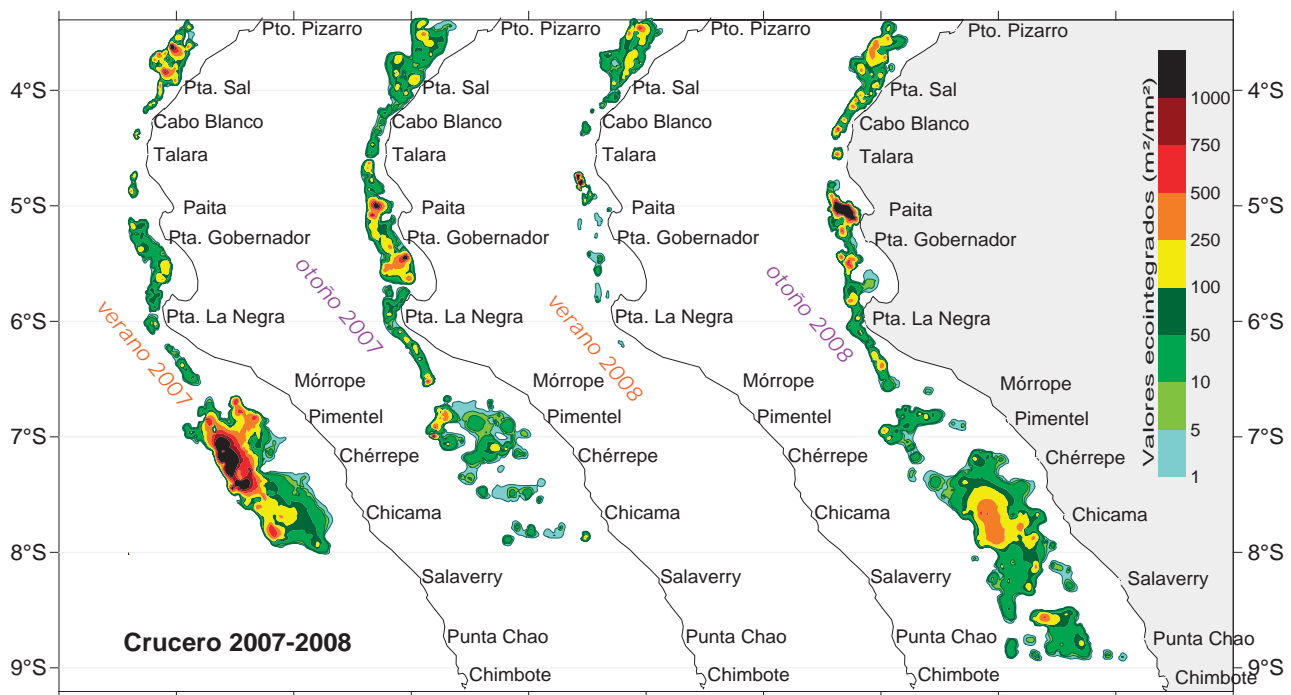 Pto. Pizarro
Pto. Pizarro
Pto. Pizarro
Pto. Pizarro
4°S
Pta. Sal
Pta. Sal
Pta. Sal
Pta. Sal
4°S
Cabo Blanco
Cabo Blanco
Cabo Blanco
Cabo Blanco
Talara
Talara
Talara
Talara
5°S
Paita
Paita
Paita
Paita
5°S
Pta. Gobernador
Pta. Gobernador
Pta. Gobernador
Pta. Gobernador
verano 2007
otoño 2007
verano 2008
otoño 2008
6°S
Pta. La Negra
Pta. La Negra
Pta. La Negra
Pta. La Negra
6°S
Mórrope
Mórrope
Mórrope
Mórrope
Pimentel
Pimentel
Pimentel
Pimentel
7°S
Chérrepe
Chérrepe
Chérrepe
Chérrepe
7°S
Chicama
Chicama
Chicama
Chicama
8°S
8°S
Salaverry
Salaverry
Salaverry
Salaverry
Crucero 2007-2008
Punta Chao
Punta Chao
Punta Chao
Punta Chao
9°S
Chimbote
Chimbote
Chimbote
Chimbote
9°S
Valores ecointegrados (m²/mn²)
1000
750
500
250
100
50
10
5
1